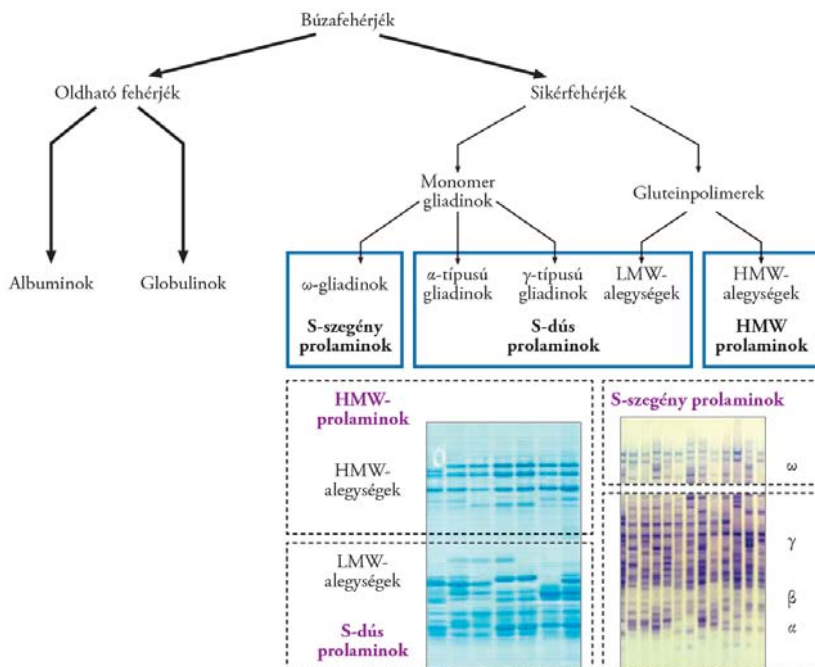 Búzafehérjék
Oldható fehérjék
Sikérfehérjék
Monomer
gliadinok
Gluteinpolimerek
Albuminok
Globulinok
ω-gliadinok
α-típusú
gliadinok
γ-típusú
gliadinok
LMW-
alegységek
HMW-
alegységek
S-szegény
prolaminok
S-dús
prolaminok
HMW
prolaminok
HMW-
prolaminok
HMW-
alegységek
LMW-
alegységek
S-dús
prolaminok
S-szegény prolaminok
ω
γ
β
α